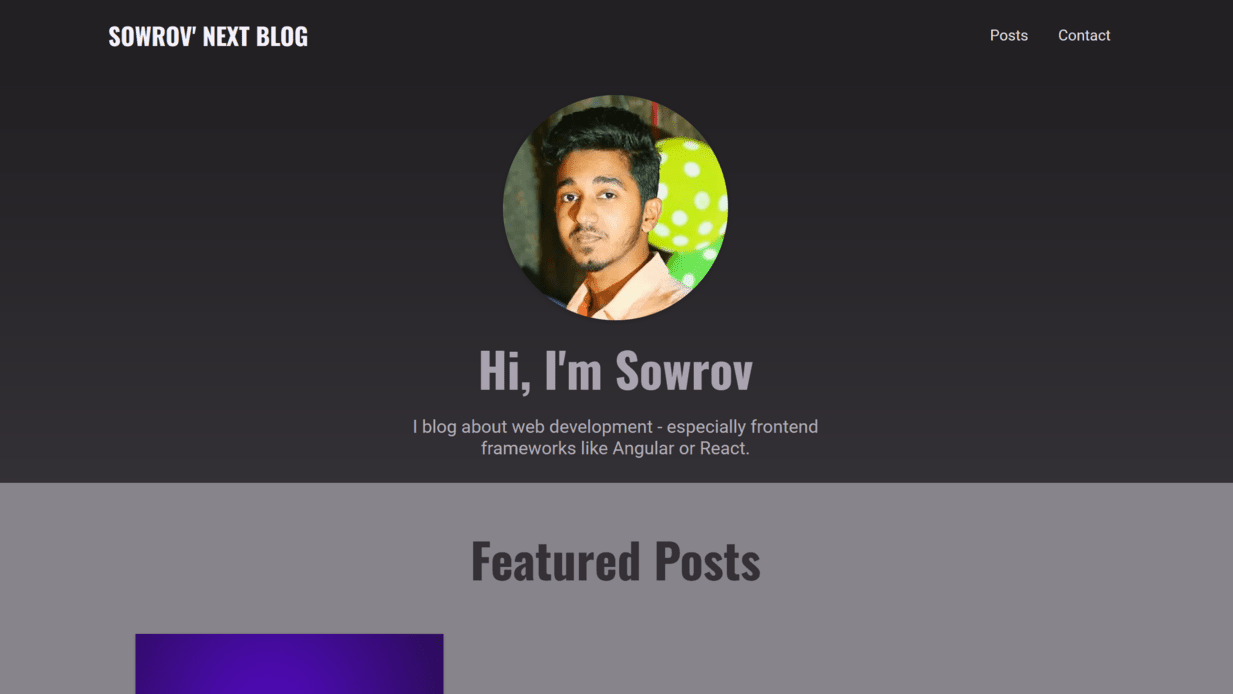 SOWROV' NEXT BLOG
Posts
Contact
Hi, I'm Sowrov
I blog about web development - especially frontend
frameworks like Angular or React.
Featured Posts